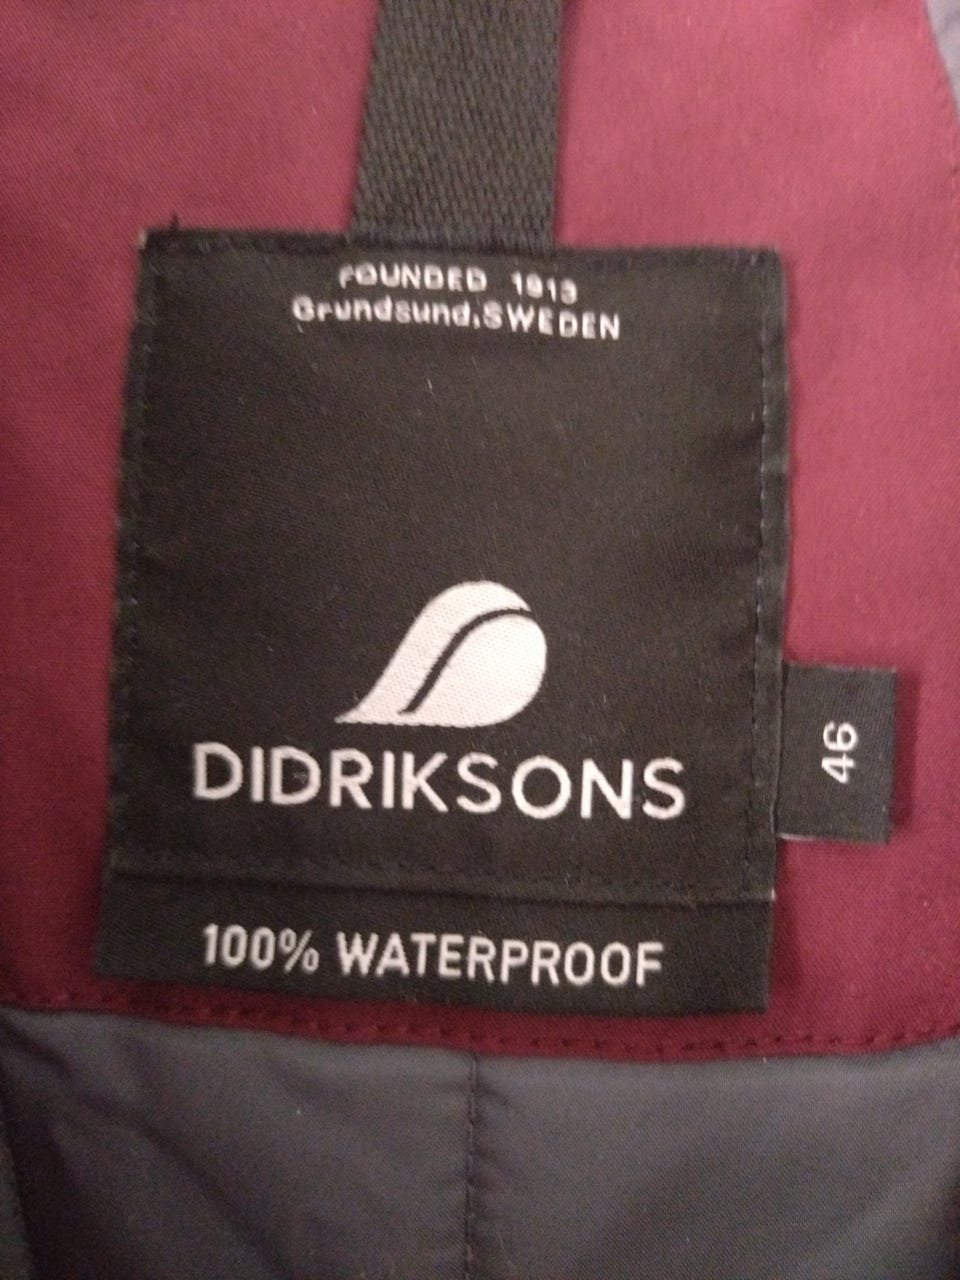 FOUNDED 1913
Grundsund, SWEDEN
DIDRIKSONS
46
100% WATERPROOF